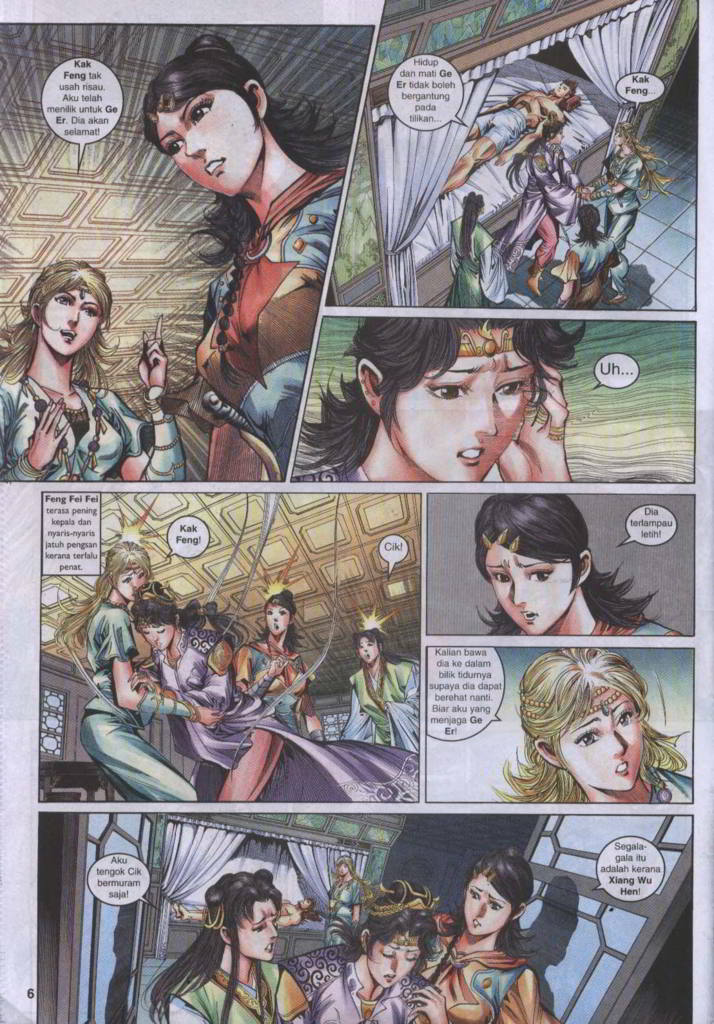 Kak
Feng tak
usah risau.
Aku telah
menilik untuk Ge
Er. Dia akan
selamat!
Hidup
dan mati Ge
Er tidak boleh
bergantung
pada
tilikan...
Kak
Feng...
Uh...
Feng Fei Fei
terasa pening
kepala dan
nyaris-nyaris
jatuh pengsan
kerana terlalu
penat.
Kak
Feng!
Cik!
Dia
terlampau
letih!
Kalian bawa
dia ke dalam
bilik tidurnya
supaya dia dapat
berehat nanti.
Biar aku yang
menjaga Ge
Er!
Aku
tengok Cik
bermuram
saja!
Segala-
gala itu
adalah kerana
Xiang Wu
Hen!
6